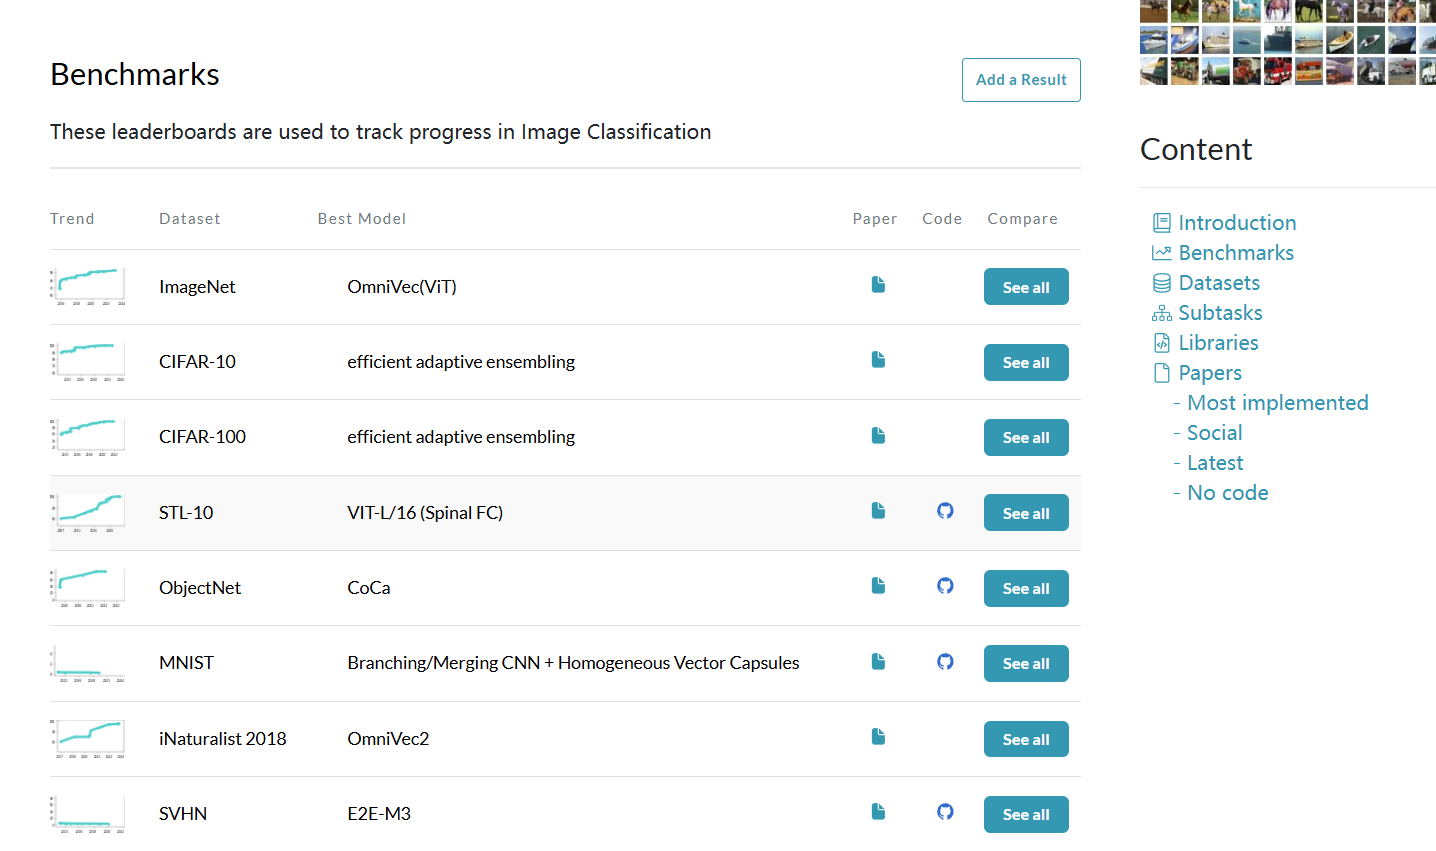 Benchmarks
Add a Result
These leaderboards are used to track progress in Image Classification
Trend Dataset Best Model Paper Code Compare
ImageNet OmniVec(ViT) See all
CIFAR-10 efficient adaptive ensembling See all
CIFAR-100 efficient adaptive ensembling See all
STL-10 VIT-L/16 (Spinal FC) See all
ObjectNet CoCa See all
MNIST Branching/Merging CNN + Homogeneous Vector Capsules See all
iNaturalist 2018 OmniVec2 See all
SVHN E2E-M3 See all
Content
Introduction
Benchmarks
Datasets
Subtasks
Libraries
Papers
- Most implemented
- Social
- Latest
- No code